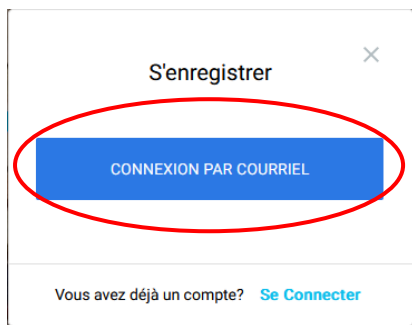 S'enregistrer
CONNEXION PAR COURRIEL
Vous avez déjà un compte? Se Connecter